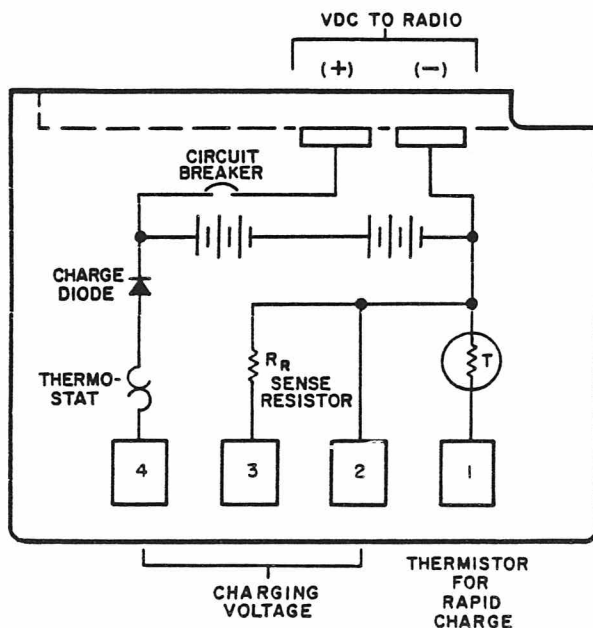 VDC TO RADIO
(+) (-)
CIRCUIT
BREAKER
CHARGE
DIODE
THERMO-
STAT
RR
SENSE
RESISTOR
T
4
3
2
1
CHARGING
VOLTAGE
THERMISTOR
FOR
RAPID
CHARGE